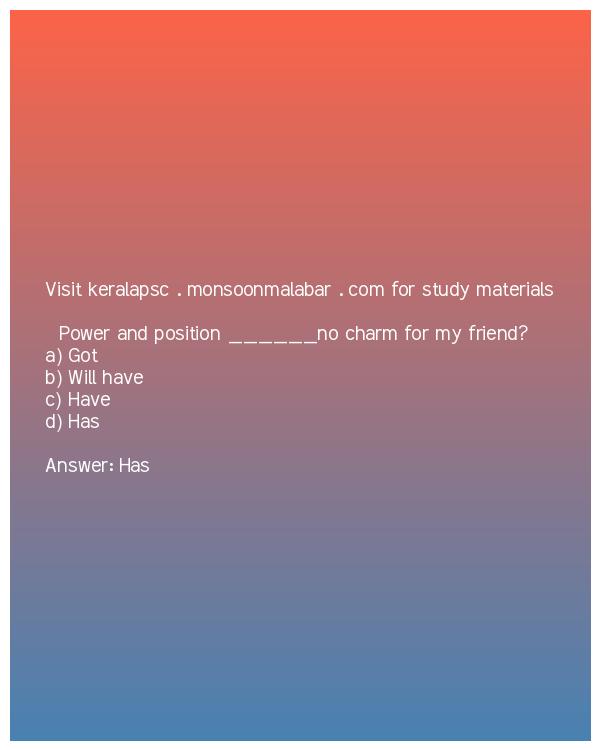 Visit keralapsc . monsoonmalabar . com for study materials
Power and position ______no charm for my friend?
a) Got
b) Will have
c) Have
d) Has
Answer: Has